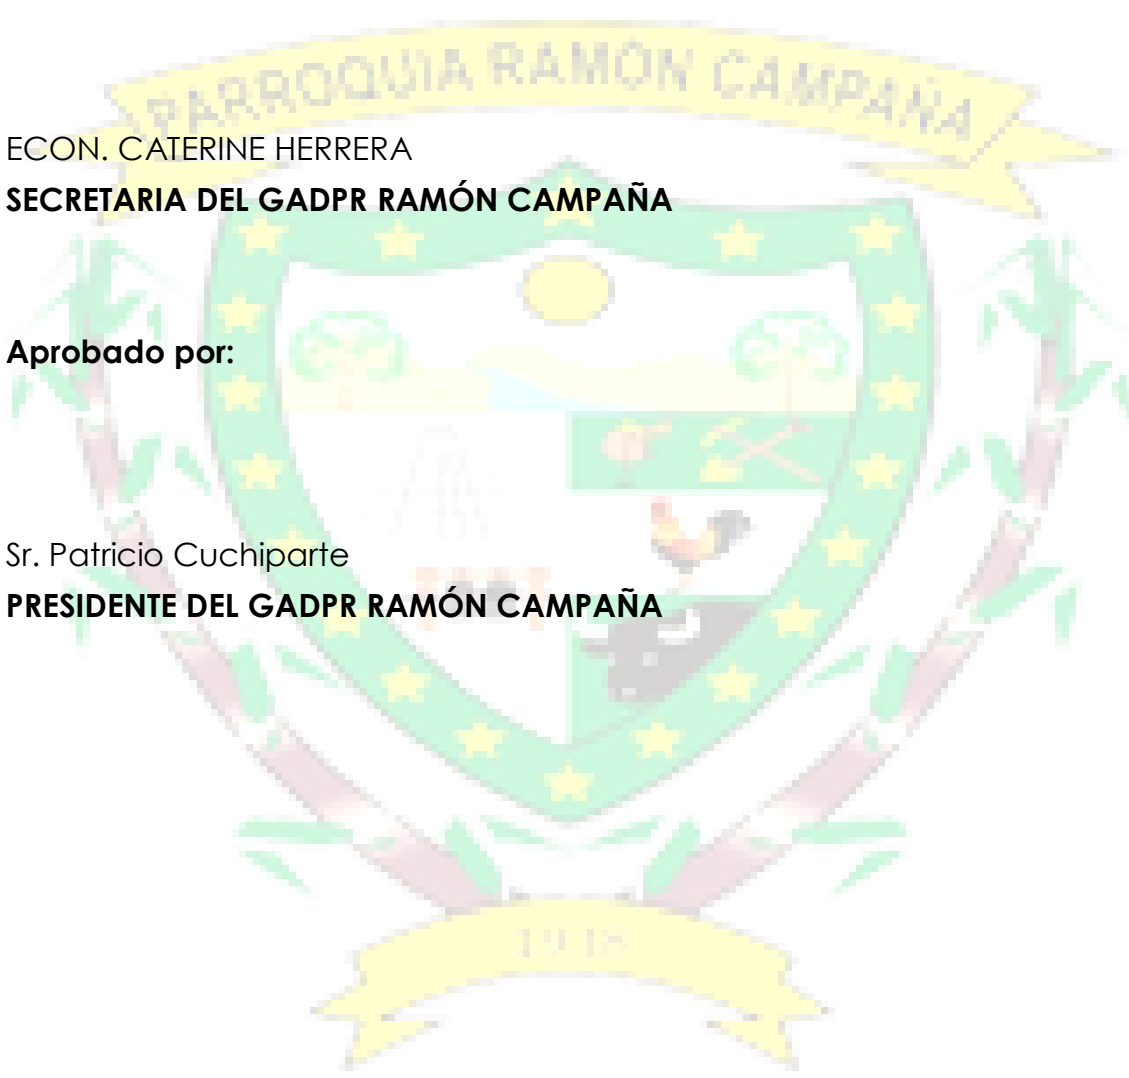 PARROQUIA RAMÓN CAMPAÑA
ECON. CATERINE HERRERA
SECRETARIA DEL GADPR RAMÓN CAMPAÑA
Aprobado por:
Sr. Patricio Cuchiparte
PRESIDENTE DEL GADPR RAMÓN CAMPAÑA